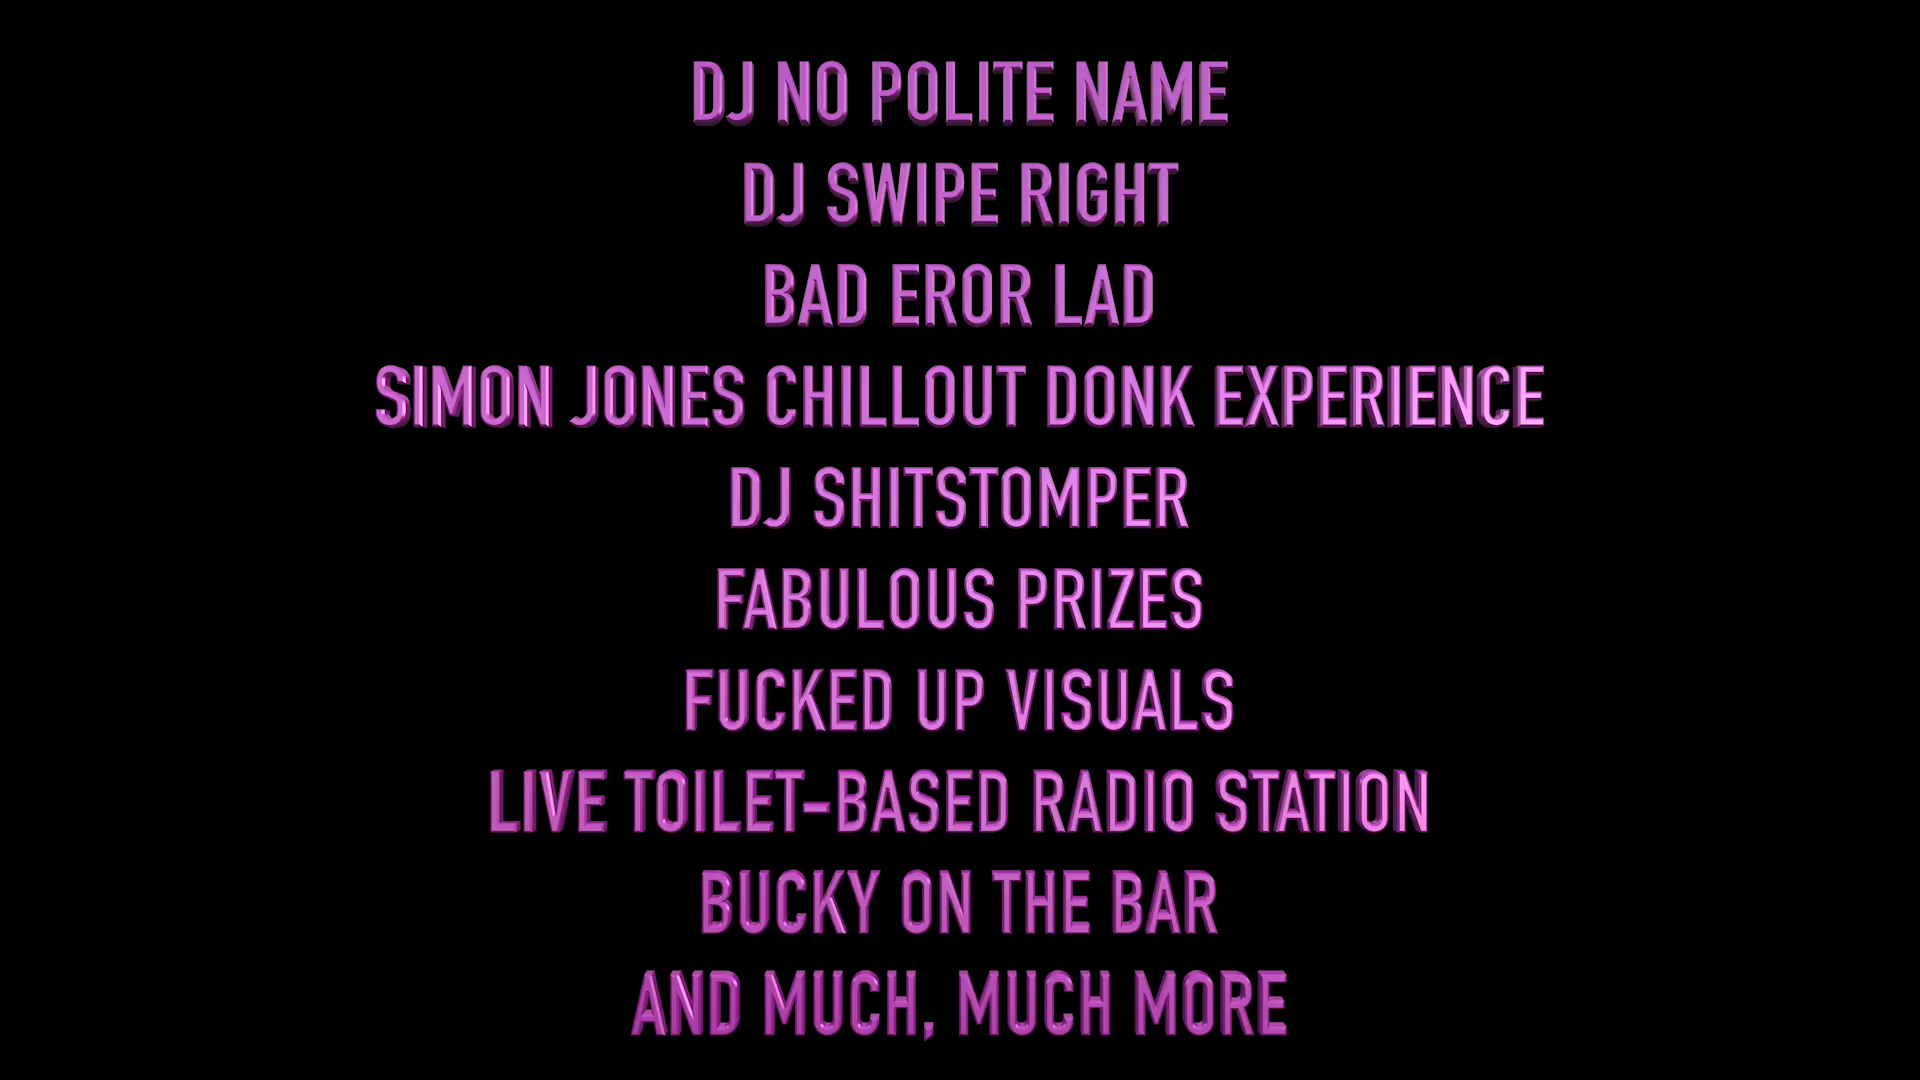 DJ NO POLITE NAME
DJ SWIPE RIGHT
BAD EROR LAD
SIMON JONES CHILLOUT DONK EXPERIENCE
DJ SHITSTOMPER
FABULOUS PRIZES
FUCKED UP VISUALS
LIVE TOILET-BASED RADIO STATION
BUCKY ON THE BAR
AND MUCH, MUCH MORE